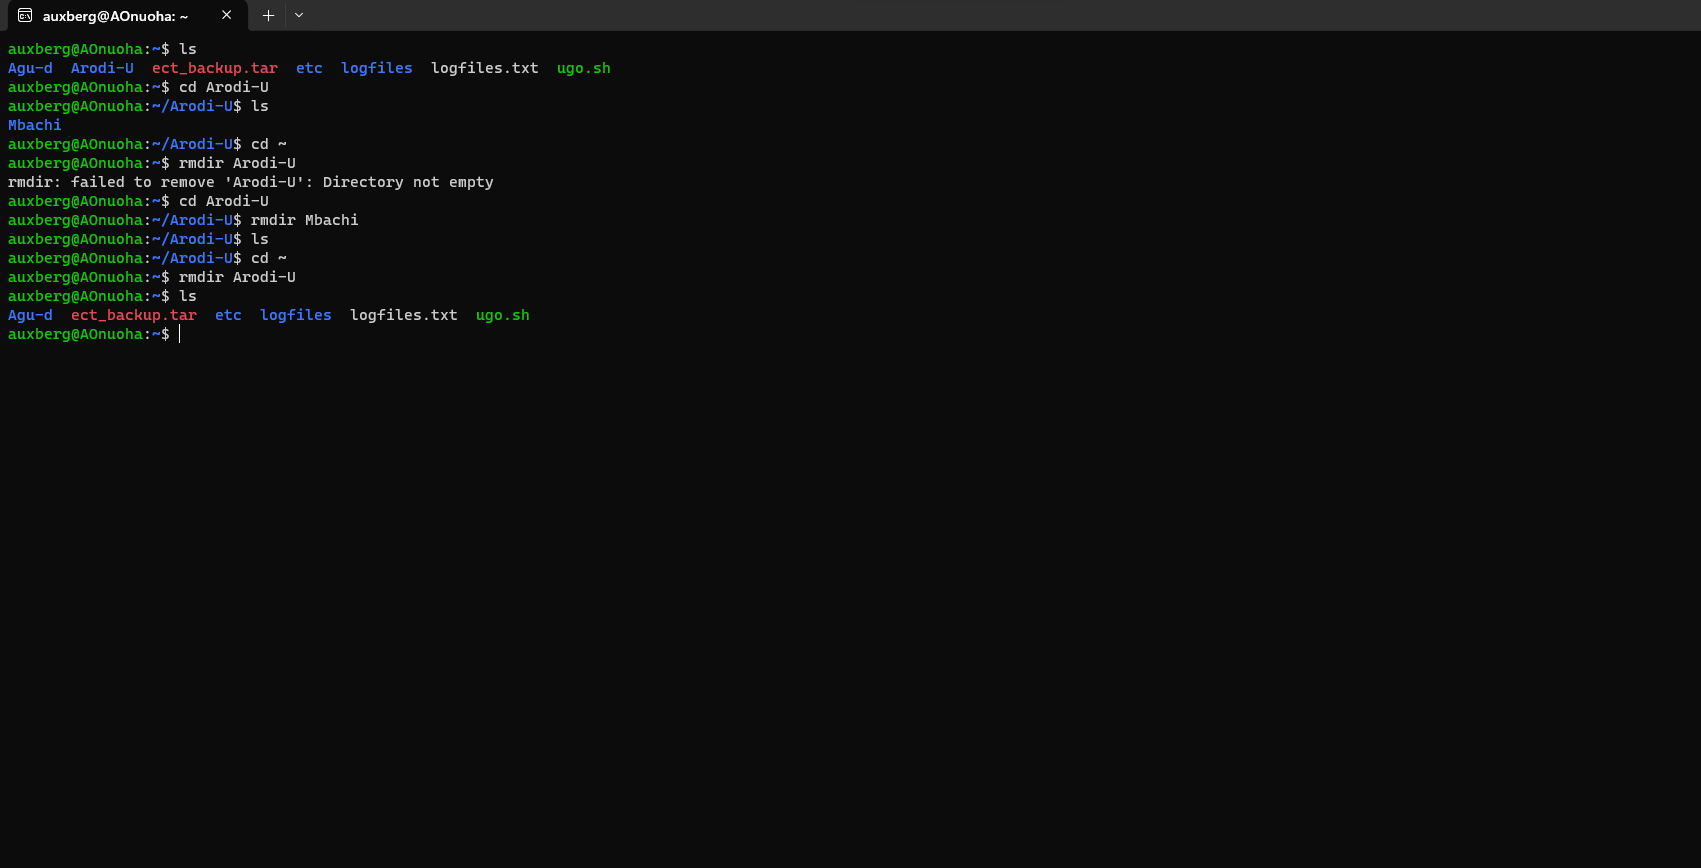 auxberg@AOnuoha: ~
auxberg@AOnuoha:~$ ls
Agu-d  Arodi-U  ect_backup.tar  etc  logfiles  logfiles.txt  ugo.sh
auxberg@AOnuoha:~$ cd Arodi-U
auxberg@AOnuoha:~/Arodi-U$ ls
Mbachi
auxberg@AOnuoha:~/Arodi-U$ cd ~
auxberg@AOnuoha:~$ rmdir Arodi-U
rmdir: failed to remove 'Arodi-U': Directory not empty
auxberg@AOnuoha:~$ cd Arodi-U
auxberg@AOnuoha:~/Arodi-U$ rmdir Mbachi
auxberg@AOnuoha:~/Arodi-U$ ls
auxberg@AOnuoha:~/Arodi-U$ cd ~
auxberg@AOnuoha:~$ rmdir Arodi-U
auxberg@AOnuoha:~$ ls
Agu-d  ect_backup.tar  etc  logfiles  logfiles.txt  ugo.sh
auxberg@AOnuoha:~$